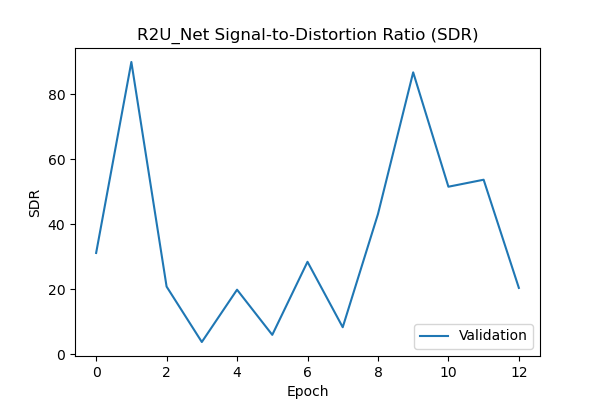 R2U_Net Signal-to-Distortion Ratio (SDR)
80
60
40
20
0
SDR
Validation
0 2 4 6 8 10 12
Epoch